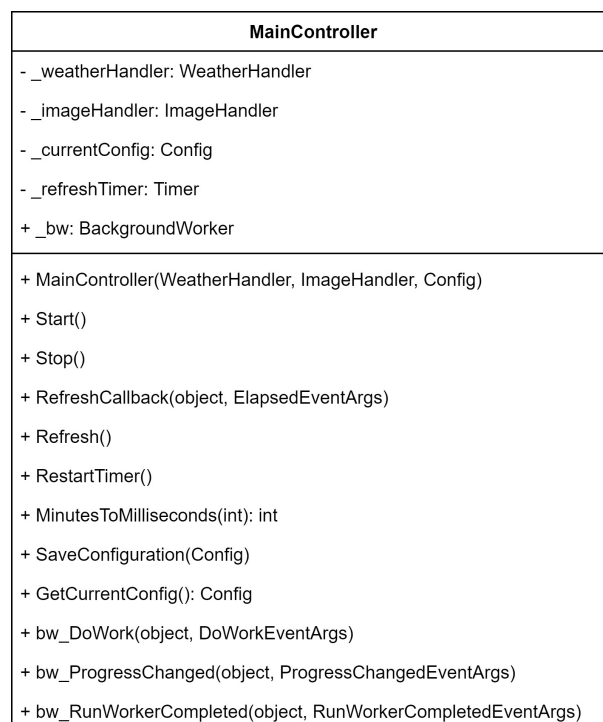 MainController
- _weatherHandler: WeatherHandler
- _imageHandler: ImageHandler
- _currentConfig: Config
- _refreshTimer: Timer
+ _bw: BackgroundWorker
+ MainController(WeatherHandler, ImageHandler, Config)
+ Start()
+ Stop()
+ RefreshCallback(object, ElapsedEventArgs)
+ Refresh()
+ RestartTimer()
+ MinutesToMilliseconds(int): int
+ SaveConfiguration(Config)
+ GetCurrentConfig(): Config
+ bw_DoWork(object, DoWorkEventArgs)
+ bw_ProgressChanged(object, ProgressChangedEventArgs)
+ bw_RunWorkerCompleted(object, RunWorkerCompletedEventArgs)